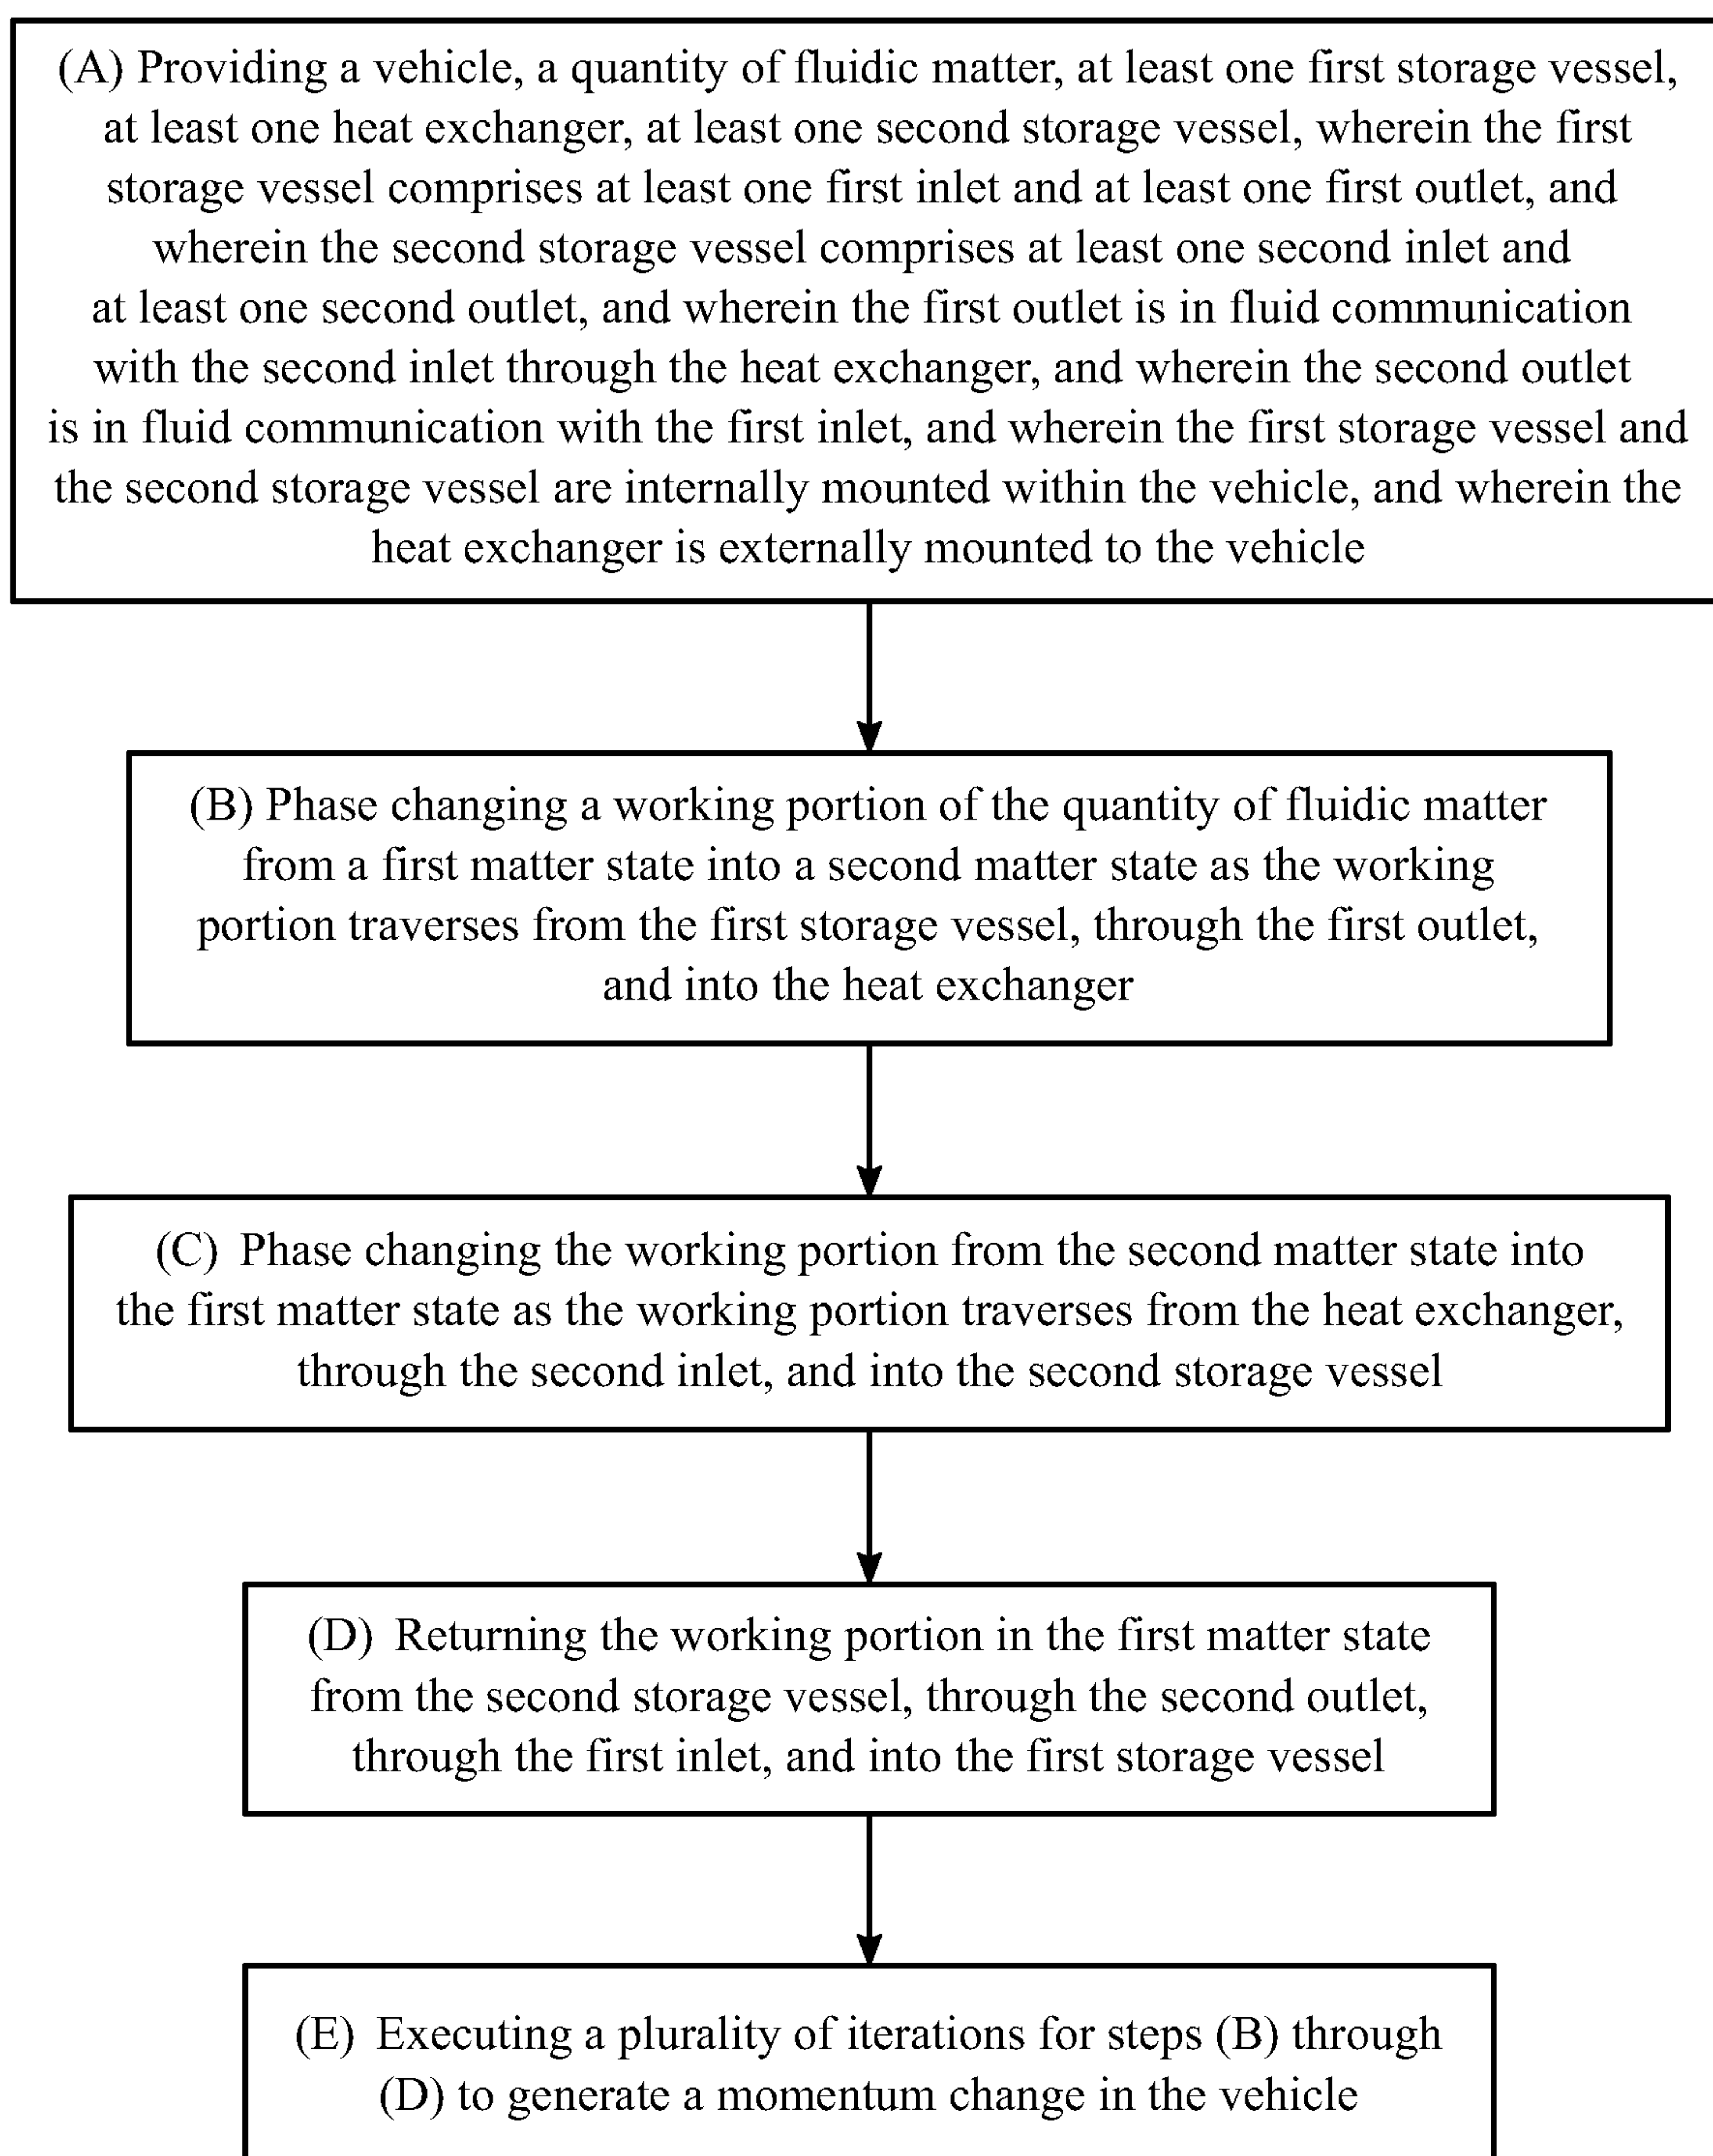 (A) Providing a vehicle, a quantity of fluidic matter, at least one first storage vessel,
at least one heat exchanger, at least one second storage vessel, wherein the first
storage vessel comprises at least one first inlet and at least one first outlet, and
wherein the second storage vessel comprises at least one second inlet and
at least one second outlet, and wherein the first outlet is in fluid communication
with the second inlet through the heat exchanger, and wherein the second outlet
is in fluid communication with the first inlet, and wherein the first storage vessel and
the second storage vessel are internally mounted within the vehicle, and wherein the
heat exchanger is externally mounted to the vehicle
(B) Phase changing a working portion of the quantity of fluidic matter
from a first matter state into a second matter state as the working
portion traverses from the first storage vessel, through the first outlet,
and into the heat exchanger
(C) Phase changing the working portion from the second matter state into
the first matter state as the working portion traverses from the heat exchanger,
through the second inlet, and into the second storage vessel
(D) Returning the working portion in the first matter state
from the second storage vessel, through the second outlet,
through the first inlet, and into the first storage vessel
(E) Executing a plurality of iterations for steps (B) through
(D) to generate a momentum change in the vehicle